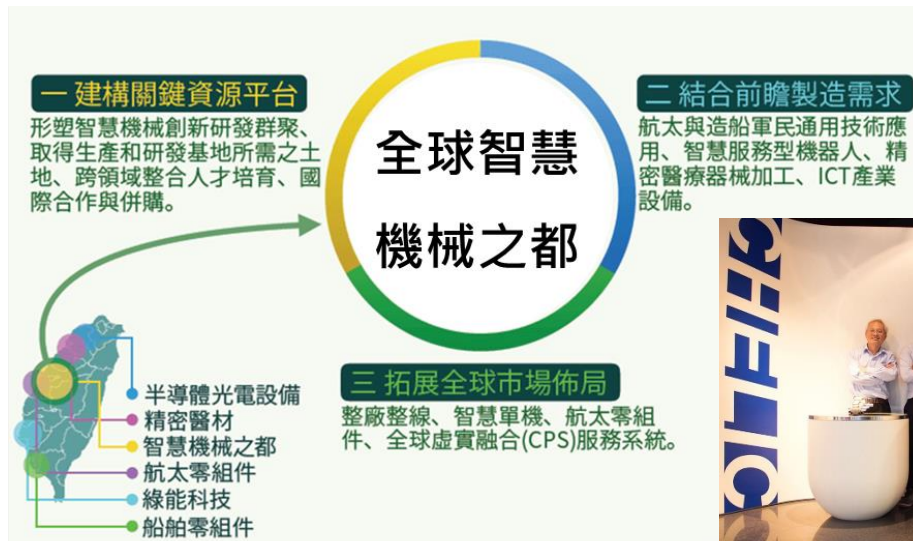 一 建構關鍵資源平台
形塑智慧機械創新研發群聚、
取得生產和研發基地所需之土
地、跨領域整合人才培育、國
際合作與併購。
全球智慧
機械之都
二 結合前瞻製造需求
航太與造船軍民通用技術應
用、智慧服務型機器人、精
密醫療器械加工、ICT產業
設備。
三 拓展全球市場佈局
整廠整線、智慧單機、航太零組
件、全球虛實融合(CPS)服務系統。
半導體光電設備
精密醫材
智慧機械之都
航太零組件
綠能科技
船舶零組件